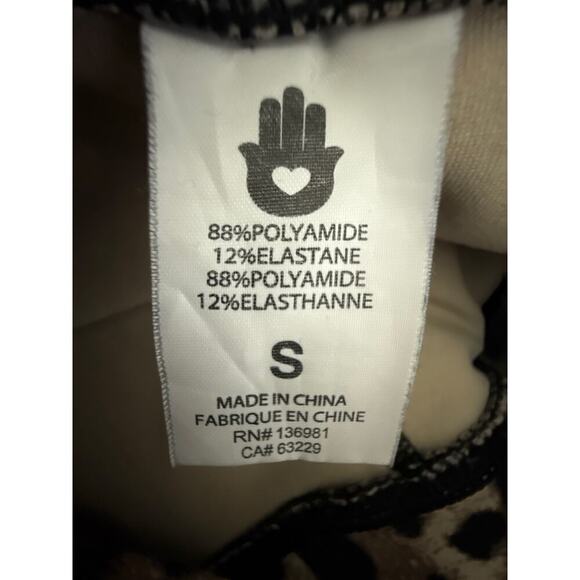 88%POLYAMIDE
12%ELASTANE
88%POLYAMIDE
12%ELASTHANNE
S
MADE IN CHINA
FABRIQUE EN CHINE
RN# 136981
CA# 63229